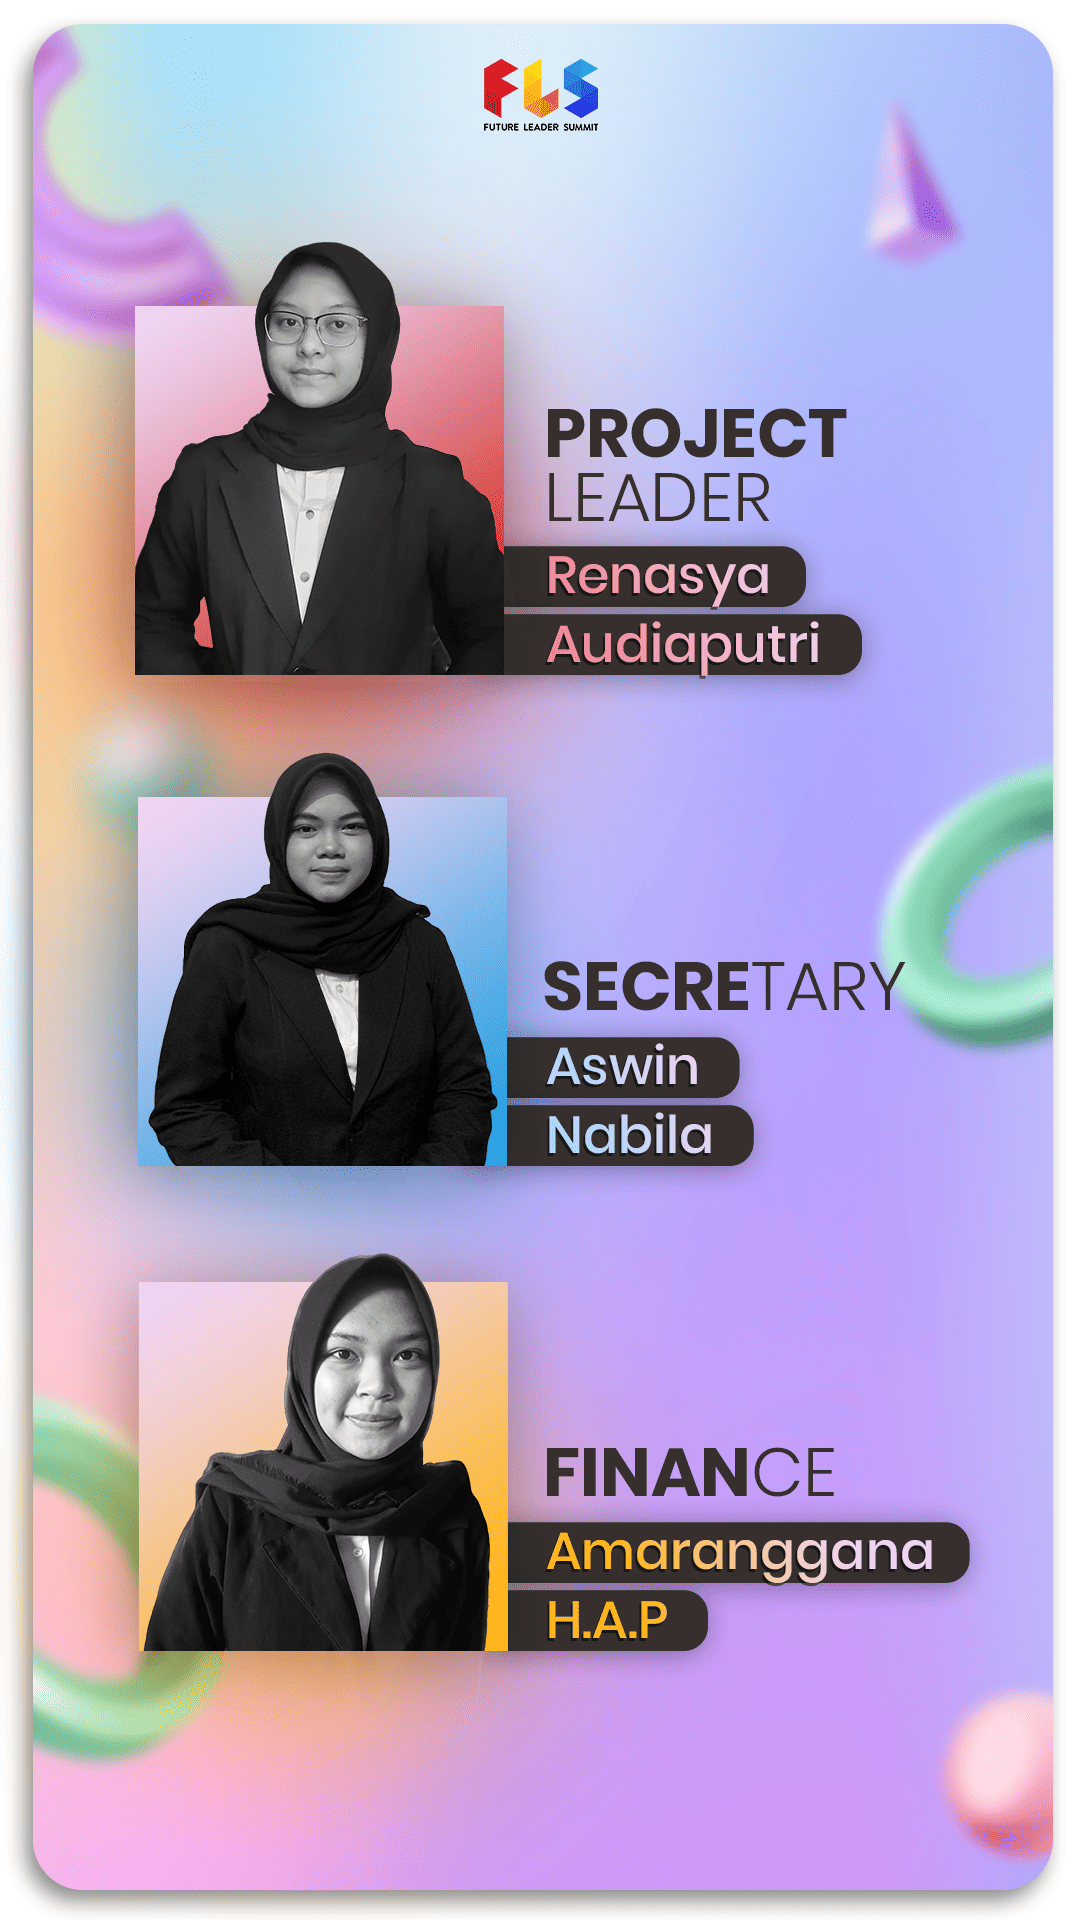 FLS
FUTURE LEADER SUMMIT
PROJECT
LEADER
Renasya
Audiaputri
SECRETARY
Aswin
Nabila
FINANCE
Amaranggana
H.A.P